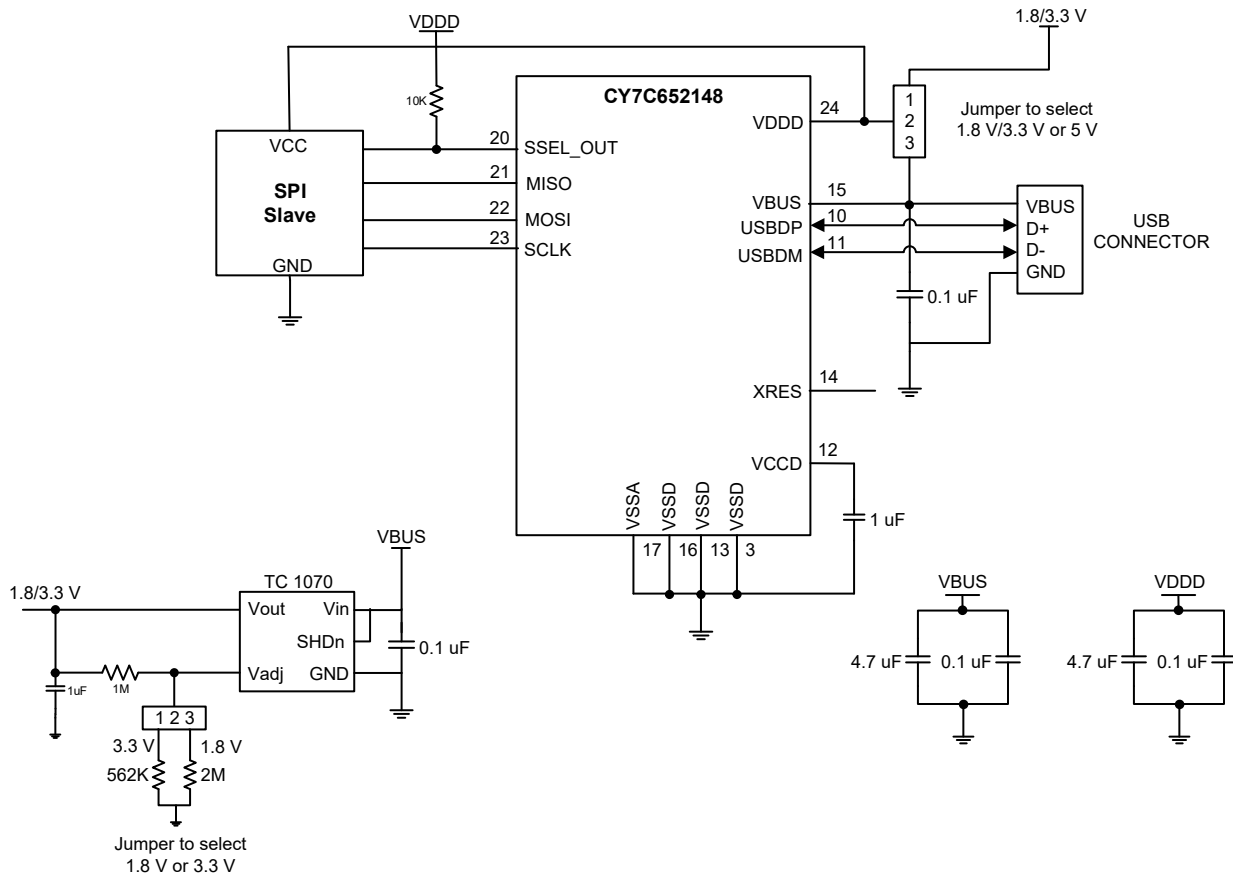 VDDD
1.8/3.3 V
10K
CY7C652148
VCC
SPI
Slave
GND
20
21
22
23
SSEL_OUT
MISO
MOSI
SCLK
VDDD
24
1
2
3
Jumper to select
1.8 V/3.3 V or 5 V
VBUS
15
USBDP
10
USBDM
11
VBUS
D+
D-
GND
USB
CONNECTOR
0.1 uF
XRES
14
VCCD
12
1 uF
VSSA
VSSD
VSSD
VSSD
17
16
13
3
VBUS
1.8/3.3 V
TC 1070
Vout
Vin
SHDn
Vadj
GND
0.1 uF
1uF
1M
1 2 3
3.3 V
1.8 V
562K
2M
Jumper to select
1.8 V or 3.3 V
VBUS
4.7 uF
0.1 uF
VDDD
4.7 uF
0.1 uF